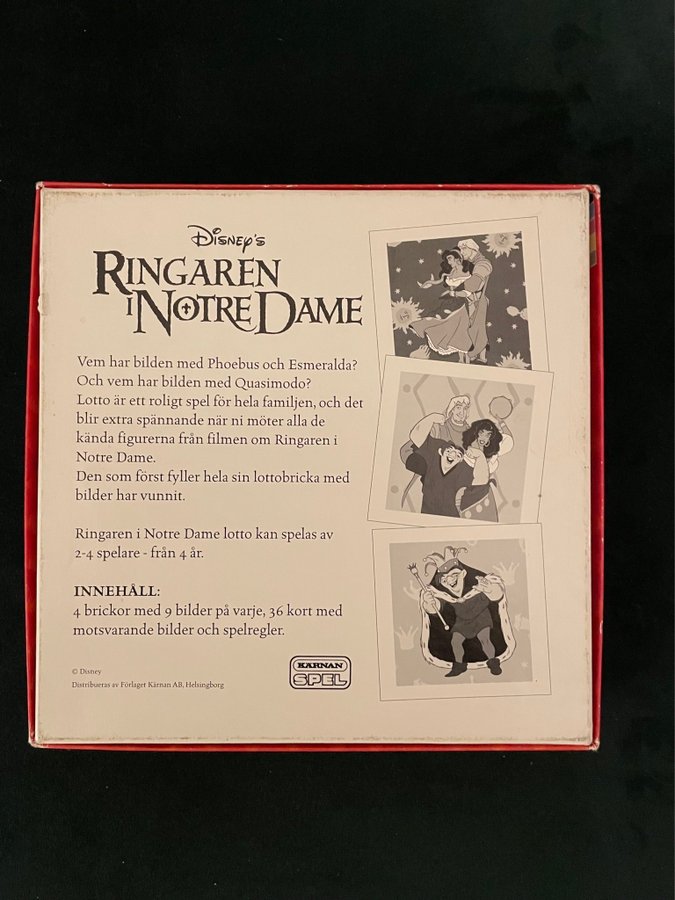 Disney's
RINGAREN
I NOTRE DAME
Vem har bilden med Phoebus och Esmeralda?
Och vem har bilden med Quasimodo?
Lotto är ett roligt spel för hela familjen, och det
blir extra spännande när ni möter alla de
kända figurerna från filmen om Ringaren i
Notre Dame.
Den som först fyller hela sin lottobricka med
bilder har vunnit.
Ringaren i Notre Dame lotto kan spelas av
2-4 spelare - från 4 år.
INNEHÅLL:
4 brickor med 9 bilder på varje, 36 kort med
motsvarande bilder och spelregler.
© Disney
Distribueras av Förlaget Kärnan AB, Helsingborg
KÄRNAN
SPEL